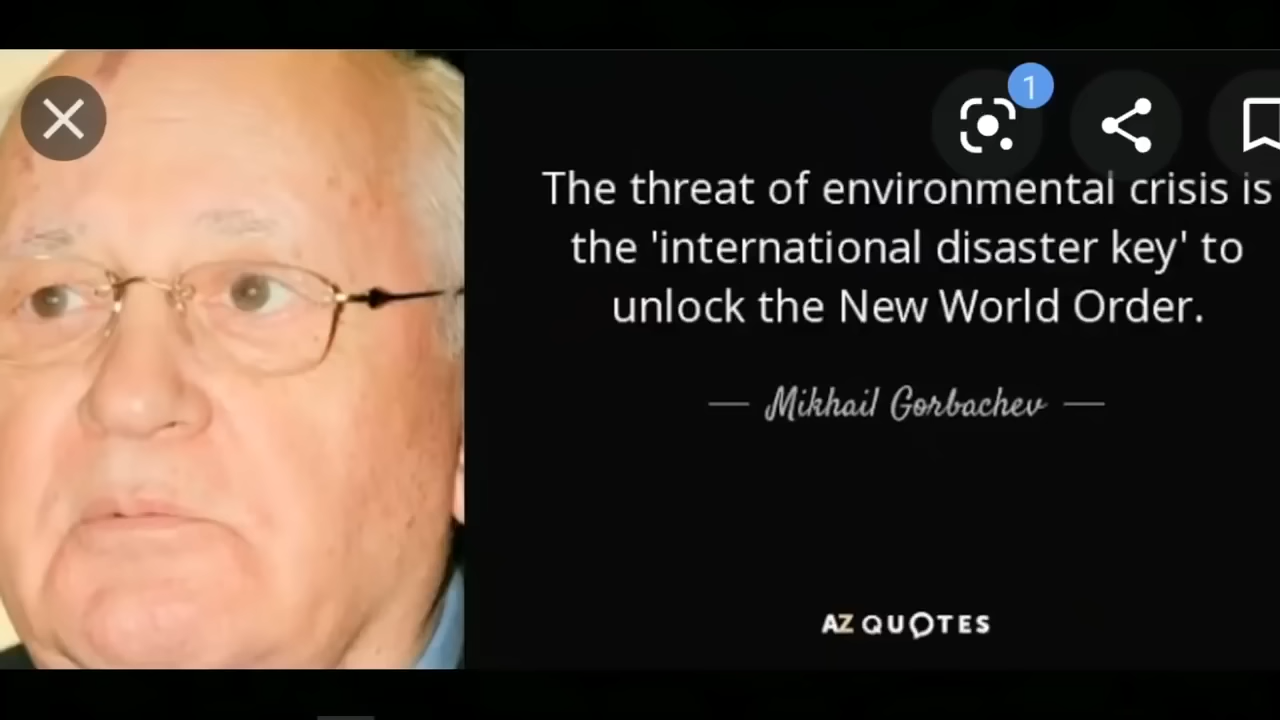 1
The threat of environmental crisis is
the 'international disaster key' to
unlock the New World Order.
— Mikhail Gorbachev —
AZ QUOTES